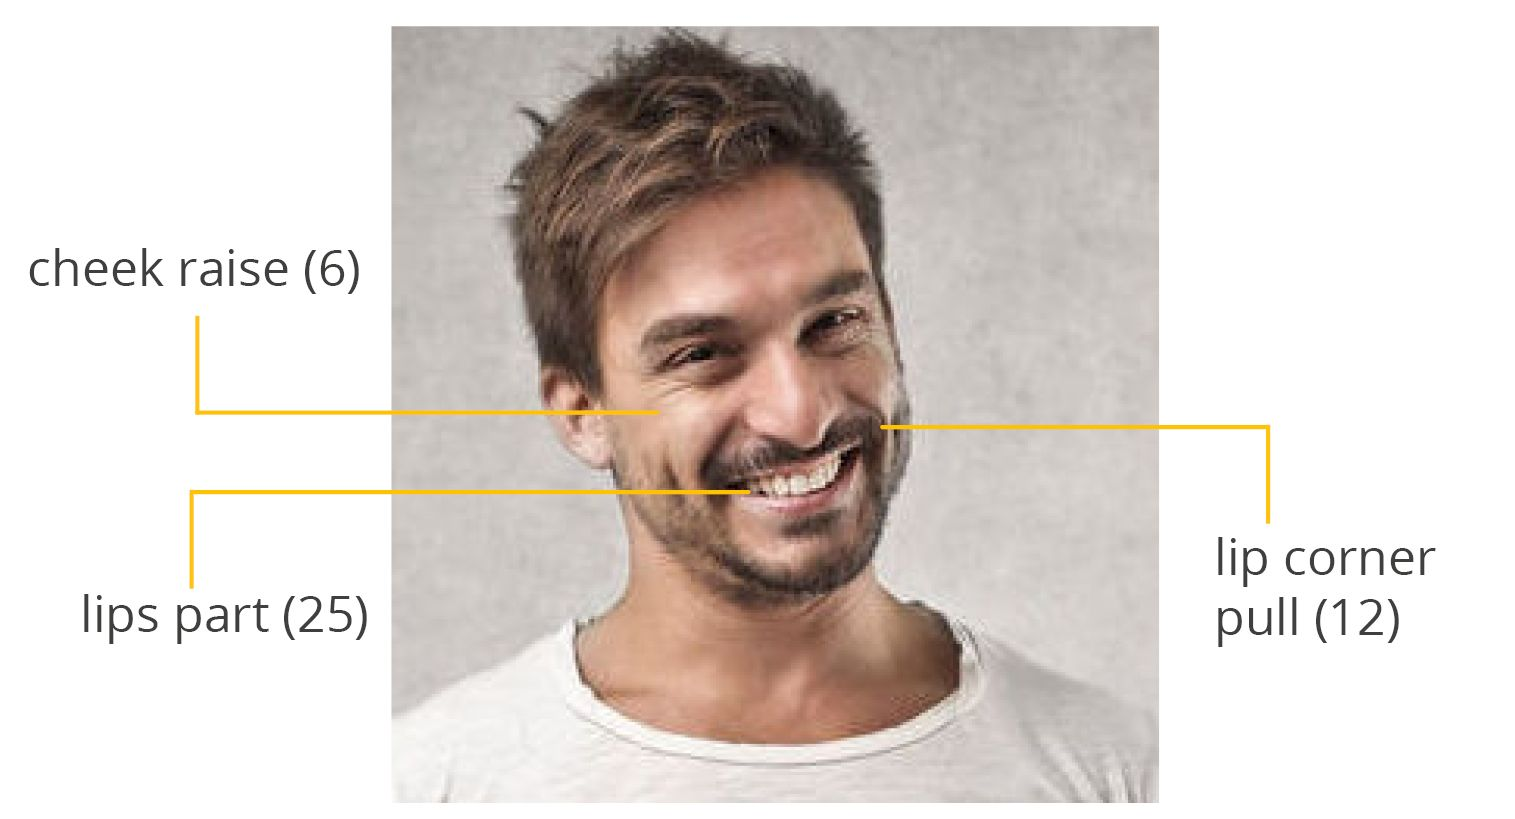 cheek raise (6)
lips part (25)
lip corner
pull (12)